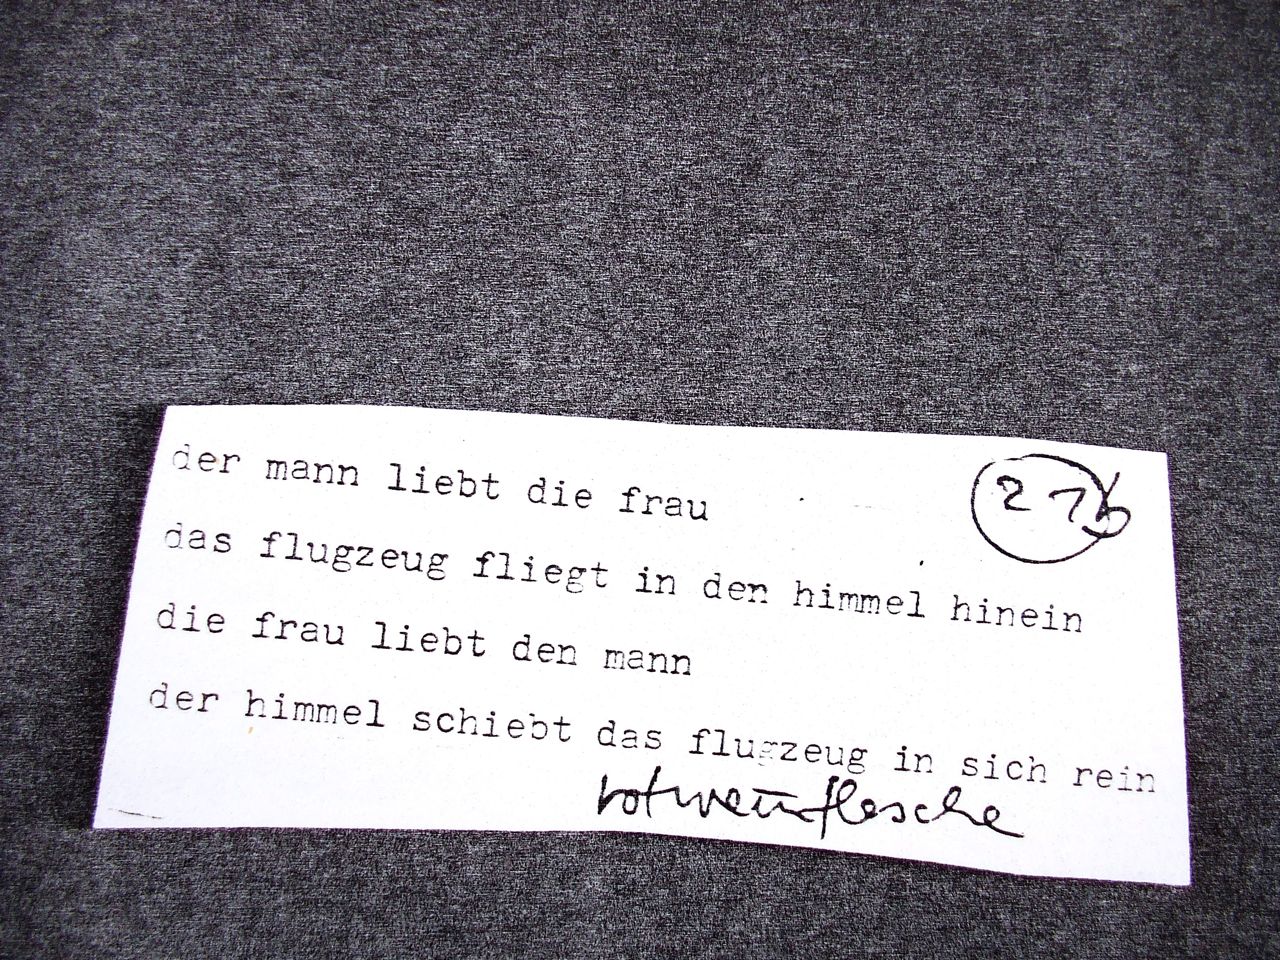 der mann liebt die frau
21b
das flugzeug fliegt in den himmel hinein
die frau liebt den mann
der himmel schiebt das flugzeug in sich rein
rotweinflasche